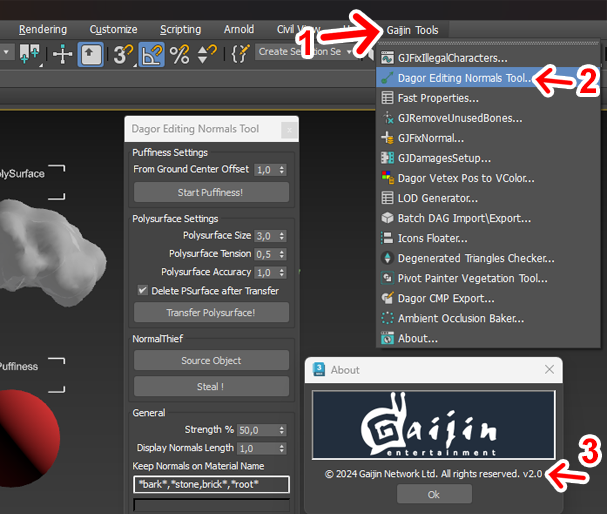 Rendering Customize Scripting Arnold Civil View Gaijin Tools
1
3 % Create Selection Se
GJFixIllegalCharacters...
Dagor Editing Normals Tool...
2
Fast Properties...
GJRemoveUnusedBones...
GJFixNormal...
GJDamagesSetup...
Dagor Vetex Pos to VColor...
LOD Generator...
Batch DAG Import\Export...
Icons Floater...
Degenerated Triangles Checker...
Pivot Painter Vegetation Tool...
Dagor CMP Export...
Ambient Occlusion Baker...
About...
olySurface
Puffiness
Dagor Editing Normals Tool
Puffiness Settings
From Ground Center Offset 1,0
Start Puffiness!
Polysurface Settings
Polysurface Size 3,0
Polysurface Tension 0,5
Polysurface Accuracy 1,0
Delete PSurface after Transfer
Transfer Polysurface!
NormalThief
Source Object
Steal !
General
Strength % 50,0
Display Normals Length 1,0
Keep Normals on Material Name
"bark","stone,brick","root"
3 About
Gaijin
entertainment
3
© 2024 Gaijin Network Ltd. All rights reserved. v2.0
Ok